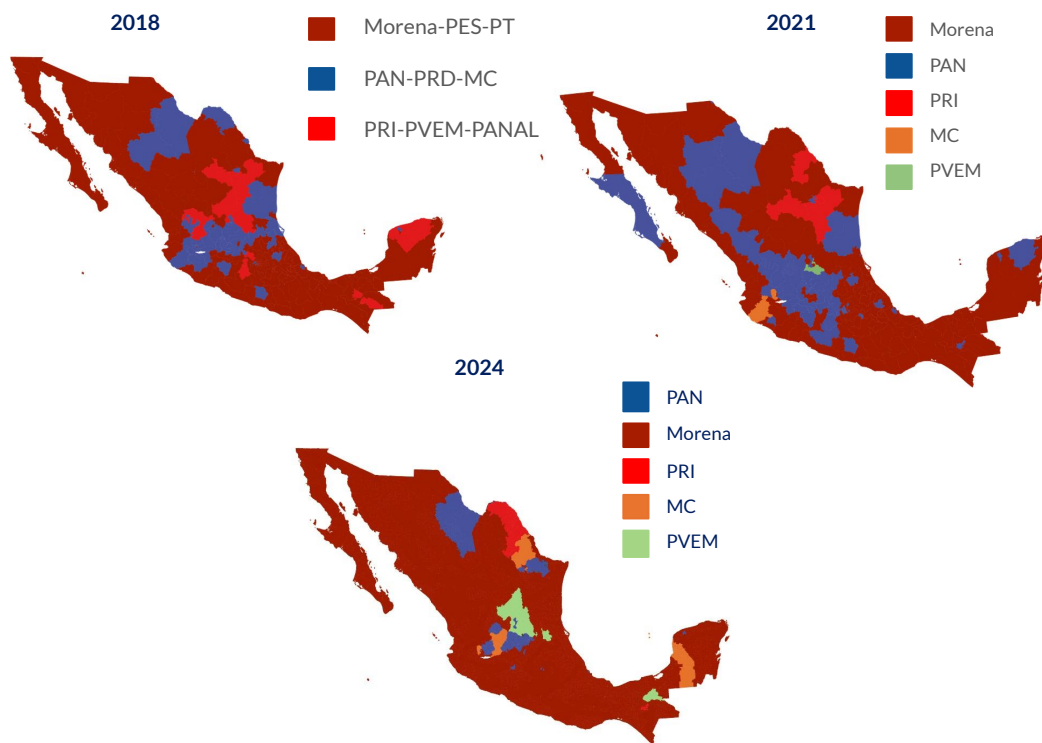 2018
Morena-PES-PT
PAN-PRD-MC
PRI-PVEM-PANAL
2021
Morena
PAN
PRI
MC
PVEM
2024
PAN
Morena
PRI
MC
PVEM